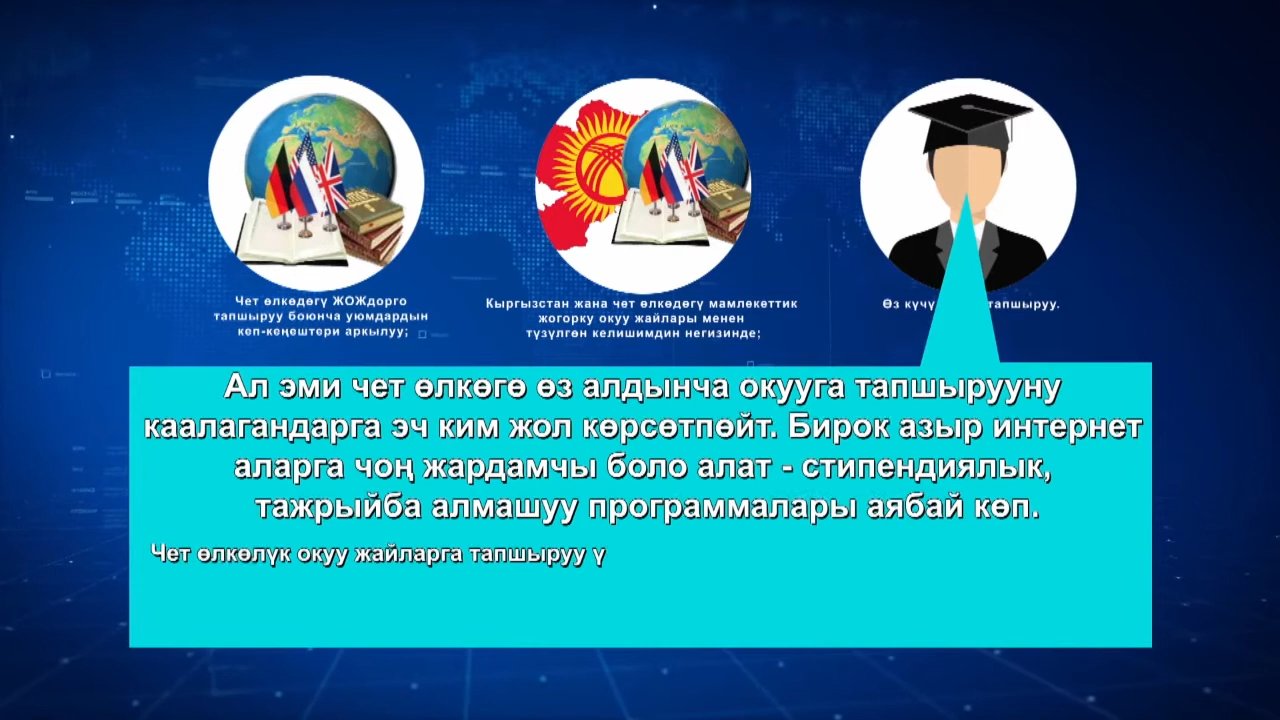 Чет өлкөдөгү ЖОЖдорго
тапшыруу боюнча уюмдардын
кеп-кеңештери аркылуу;
Кыргызстан жана чет өлкөдөгү мамлекеттик
жогорку окуу жайлары менен
түзүлгөн келишимдин негизинде;
Өз күчү тапшыруу.
Ал эми чет өлкөгө өз алдынча окууга тапшырууну
каалагандарга эч ким жол көрсөтпөйт. Бирок азыр интернет
аларга чоң жардамчы боло алат - стипендиялык,
тажрыйба алмашуу программалары аябай көп.
Чет өлкөлүк окуу жайларга тапшыруу ү